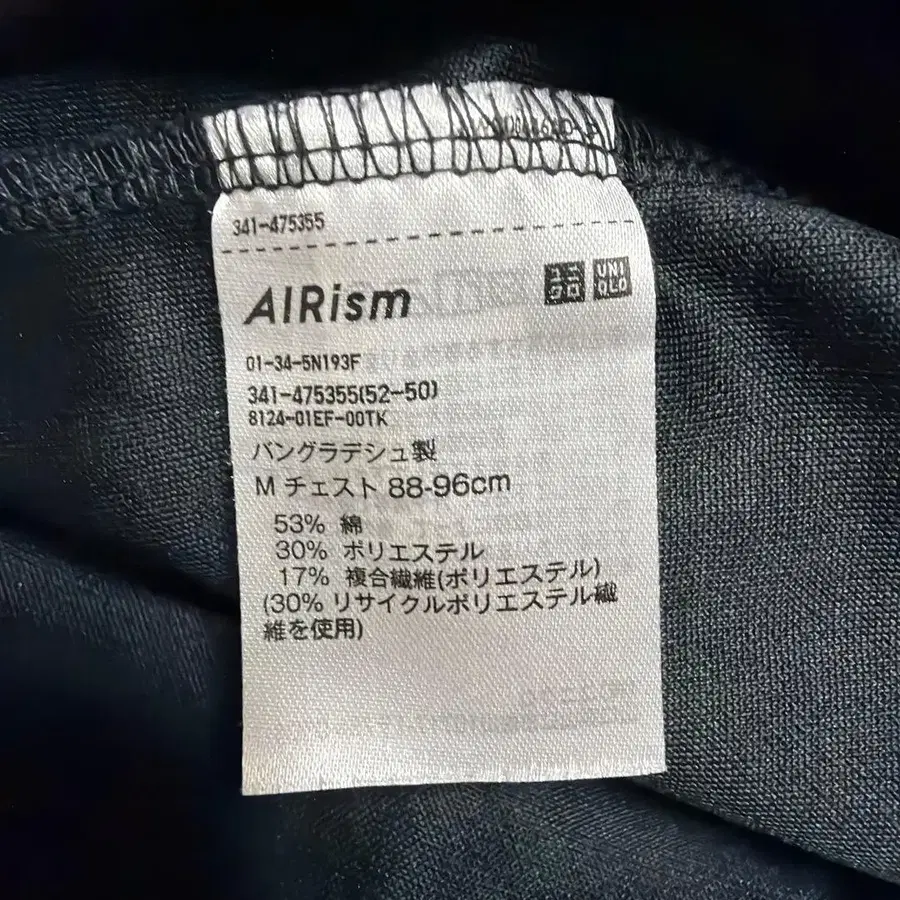 341-475355
AIRism
ユニクロ UNIQLO
01-34-5N193F
341-475355(52-50)
8124-01EF-00TK
バングラデシュ製
M チェスト 88-96cm
53% 綿
30% ポリエステル
17% 複合繊維(ポリエステル)
(30% リサイクルポリエステル繊
維を使用)